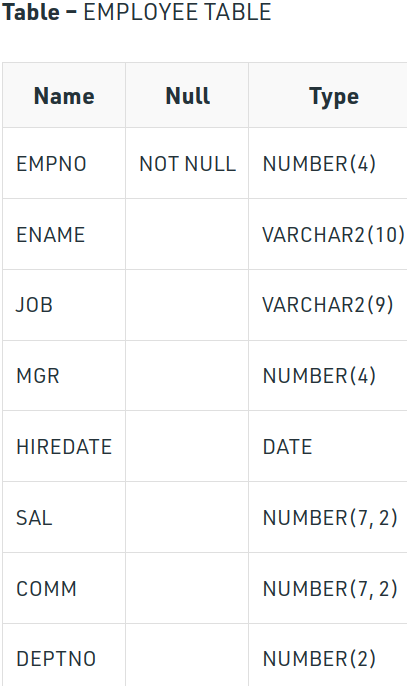 Table – EMPLOYEE TABLE
Name Null Type
EMPNO NOT NULL NUMBER(4)
ENAME VARCHAR2(10)
JOB VARCHAR2(9)
MGR NUMBER(4)
HIREDATE DATE
SAL NUMBER(7, 2)
COMM NUMBER(7, 2)
DEPTNO NUMBER(2)